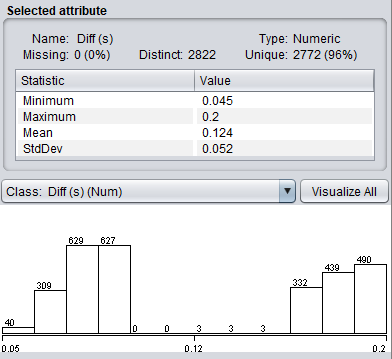 Selected attribute
Name: Diff (s) Type: Numeric
Missing: 0 (0%) Distinct: 2822 Unique: 2772 (96%)
Statistic Value
Minimum 0.045
Maximum 0.2
Mean 0.124
StdDev 0.052
Class: Diff (s) (Num) Visualize All
40 309 629 627 0 0 3 3 3 332 439 490
0.05 0.12 0.2